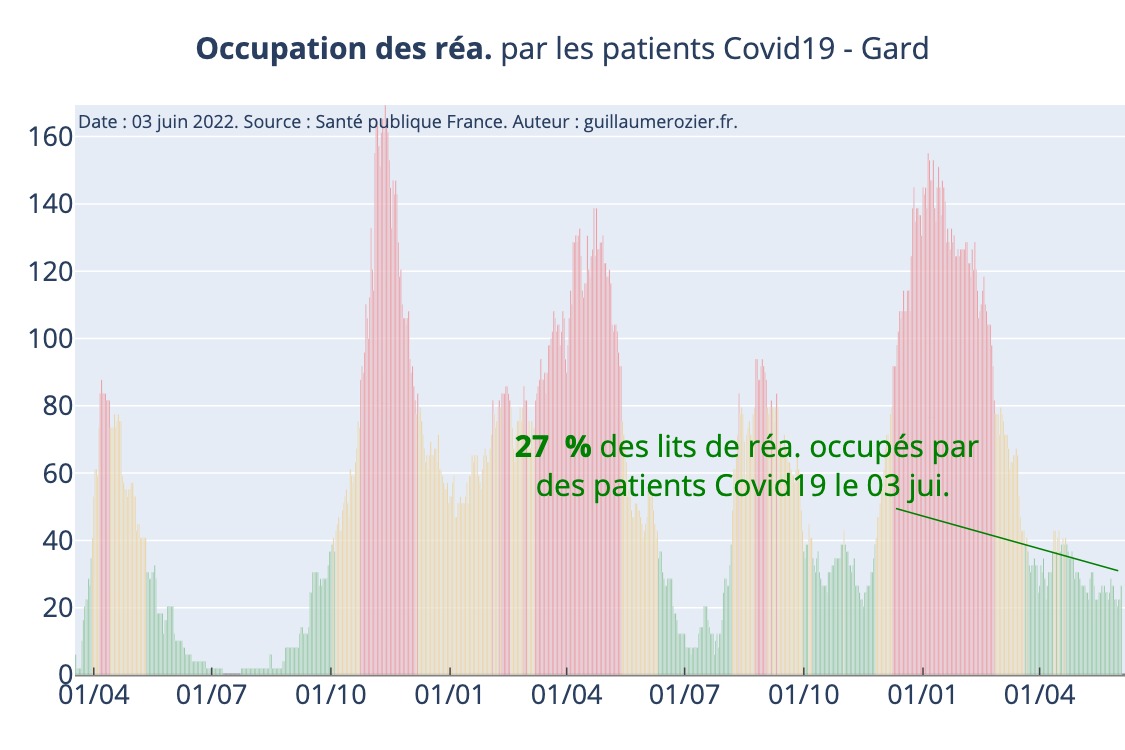 Occupation des réa. par les patients Covid19 - Gard
Date : 03 juin 2022. Source : Santé publique France. Auteur : guillaumerozier.fr.
160
140
120
100
80
60
40
20
0
27 % des lits de réa. occupés par
des patients Covid19 le 03 jui.
01/04 01/07 01/10 01/01 01/04 01/07 01/10 01/01 01/04